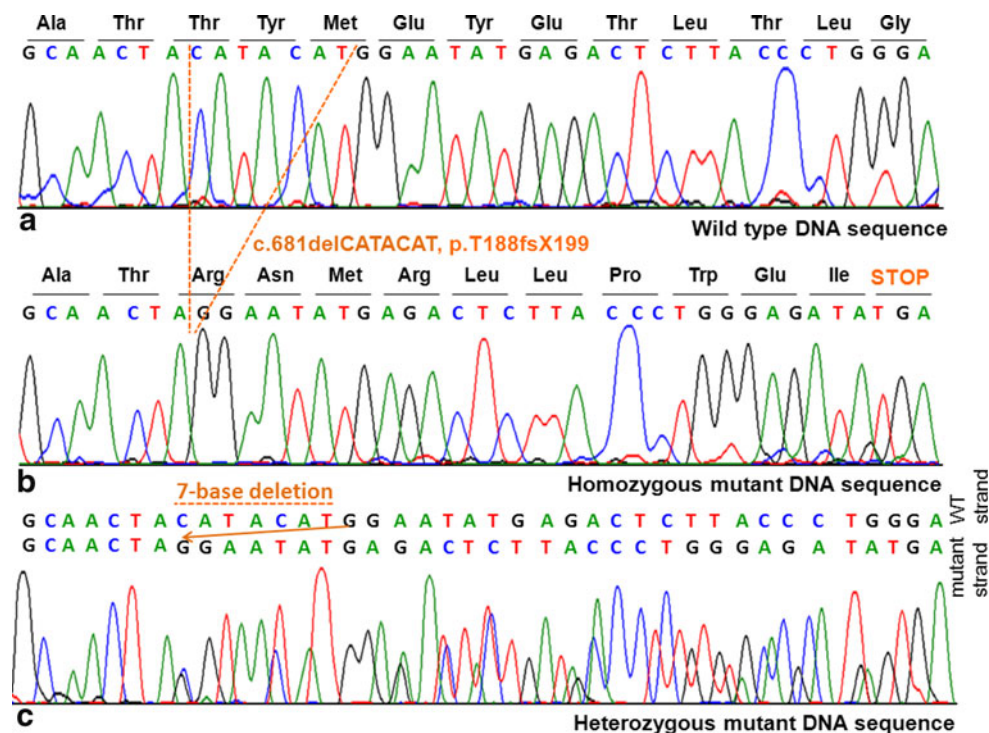 Ala Thr Thr Tyr Met Glu Tyr Glu Thr Leu Thr Leu Gly
G C A A C T A C A T A C A T G G A A T A T G A G A C T C T T A C C C T G G G A
a Wild type DNA sequence
c.681delCATACAT, p.T188fsX199
Ala Thr Arg Asn Met Arg Leu Leu Pro Trp Glu Ile STOP
G C A A C T A G G A A T A T G A G A C T C T T A C C C T G G G A G A T A T G A
b Homozygous mutant DNA sequence
7-base deletion
G C A A C T A C A T A C A T G G A A T A T G A G A C T C T T A C C C T G G G A WT strand
G C A A C T A G G A A T A T G A G A C T C T T A C C C T G G G A G A T A T G A mutant strand
c Heterozygous mutant DNA sequence